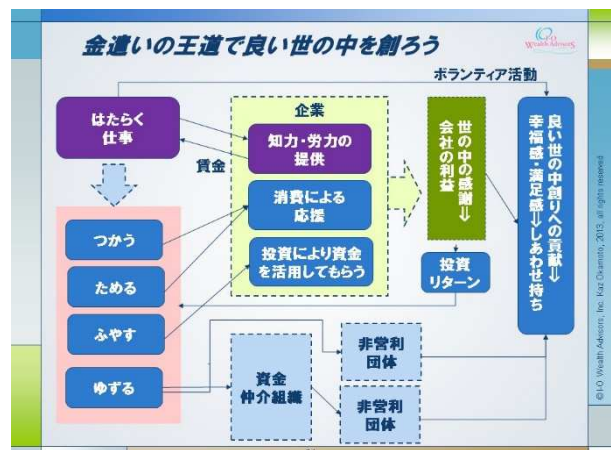 金遣いの王道で良い世の中を創ろう
I-O
Wealth Advisors
ボランティア活動
はたらく
仕事
賃金
企業
知力・労力の
提供
消費による
応援
投資により資金
を活用してもらう
世の中の感謝⇒
会社の利益
投資
リターン
良い世の中創りへの貢献⇒
幸福感・満足感⇒しあわせ持ち
つかう
ためる
ふやす
ゆずる
資金
仲介組織
非営利
団体
非営利
団体
©I-O Wealth Advisors, Inc. Kaz Okamoto, 2013, all rights reserved